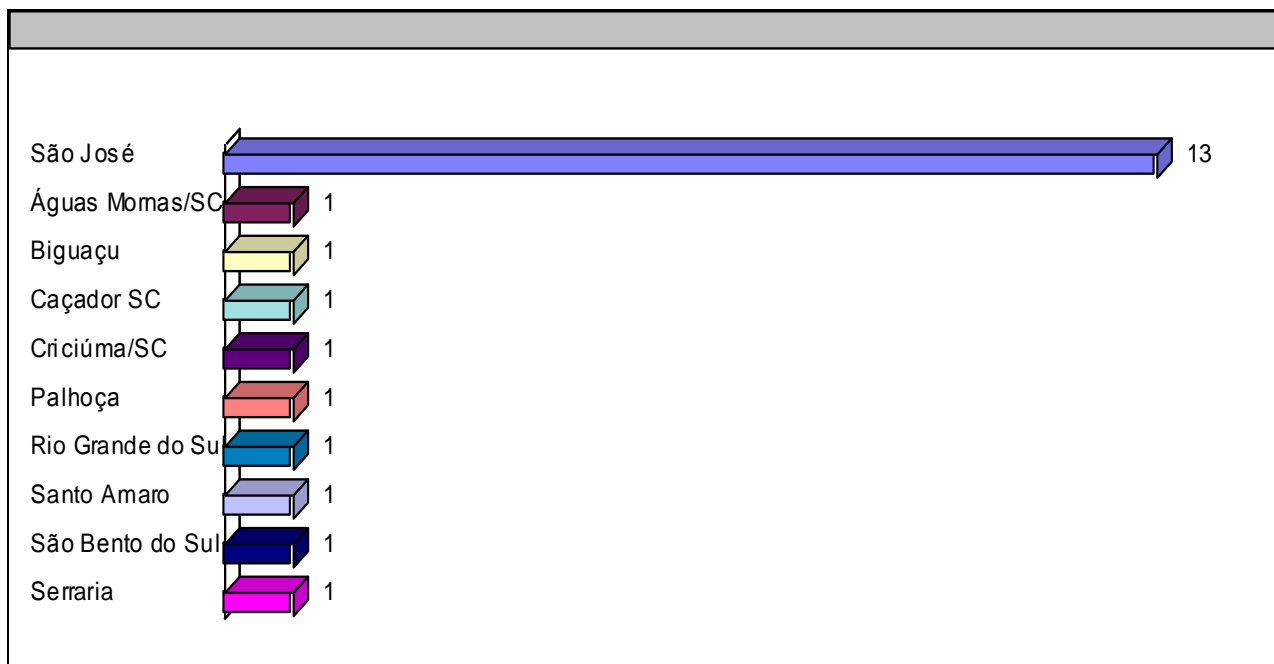 São José 13
Águas Mornas/SC 1
Biguaçu 1
Caçador SC 1
Criciúma/SC 1
Palhoça 1
Rio Grande do Sul 1
Santo Amaro 1
São Bento do Sul 1
Serraria 1